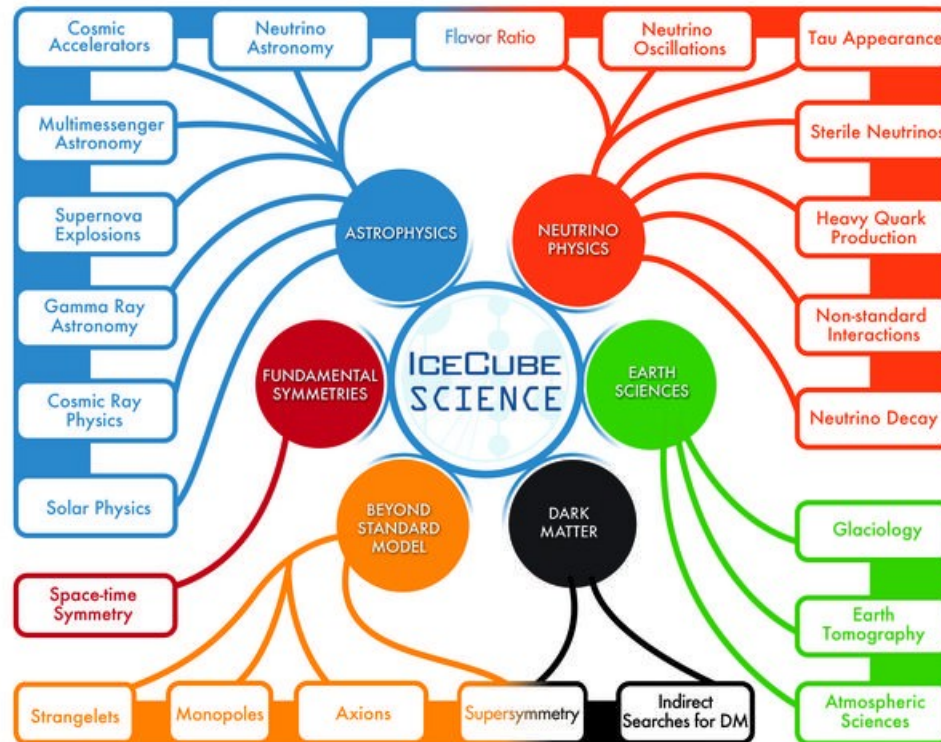 Cosmic
Accelerators
Neutrino
Astronomy
Flavor Ratio
Neutrino
Oscillations
Tau Appearance
Multimessenger
Astronomy
Sterile Neutrinos
Supernova
Explosions
ASTROPHYSICS
NEUTRINO
PHYSICS
Heavy Quark
Production
Gamma Ray
Astronomy
Non-standard
Interactions
FUNDAMENTAL
SYMMETRIES
ICECUBE
SCIENCE
EARTH
SCIENCES
Cosmic Ray
Physics
Neutrino Decay
Solar Physics
BEYOND
STANDARD
MODEL
DARK
MATTER
Glaciology
Space-time
Symmetry
Earth
Tomography
Strangelets
Monopoles
Axions
Supersymmetry
Indirect
Searches for DM
Atmospheric
Sciences